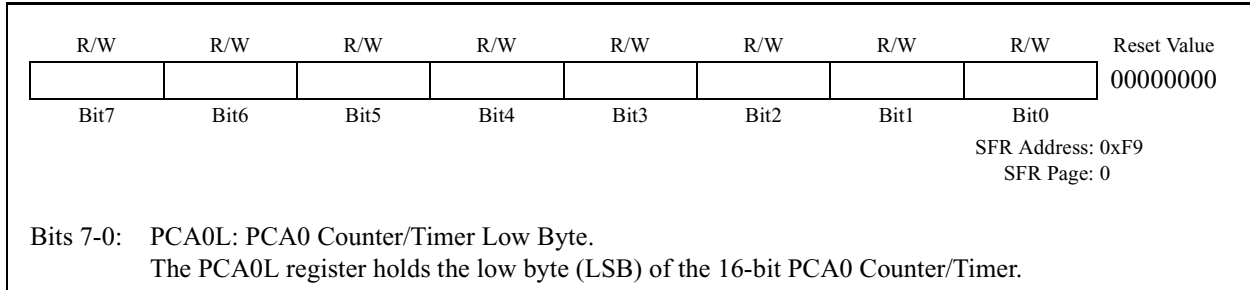 R/W R/W R/W R/W R/W R/W R/W R/W Reset Value
00000000
Bit7 Bit6 Bit5 Bit4 Bit3 Bit2 Bit1 Bit0
SFR Address: 0xF9
SFR Page: 0
Bits 7-0: PCA0L: PCA0 Counter/Timer Low Byte.
The PCA0L register holds the low byte (LSB) of the 16-bit PCA0 Counter/Timer.